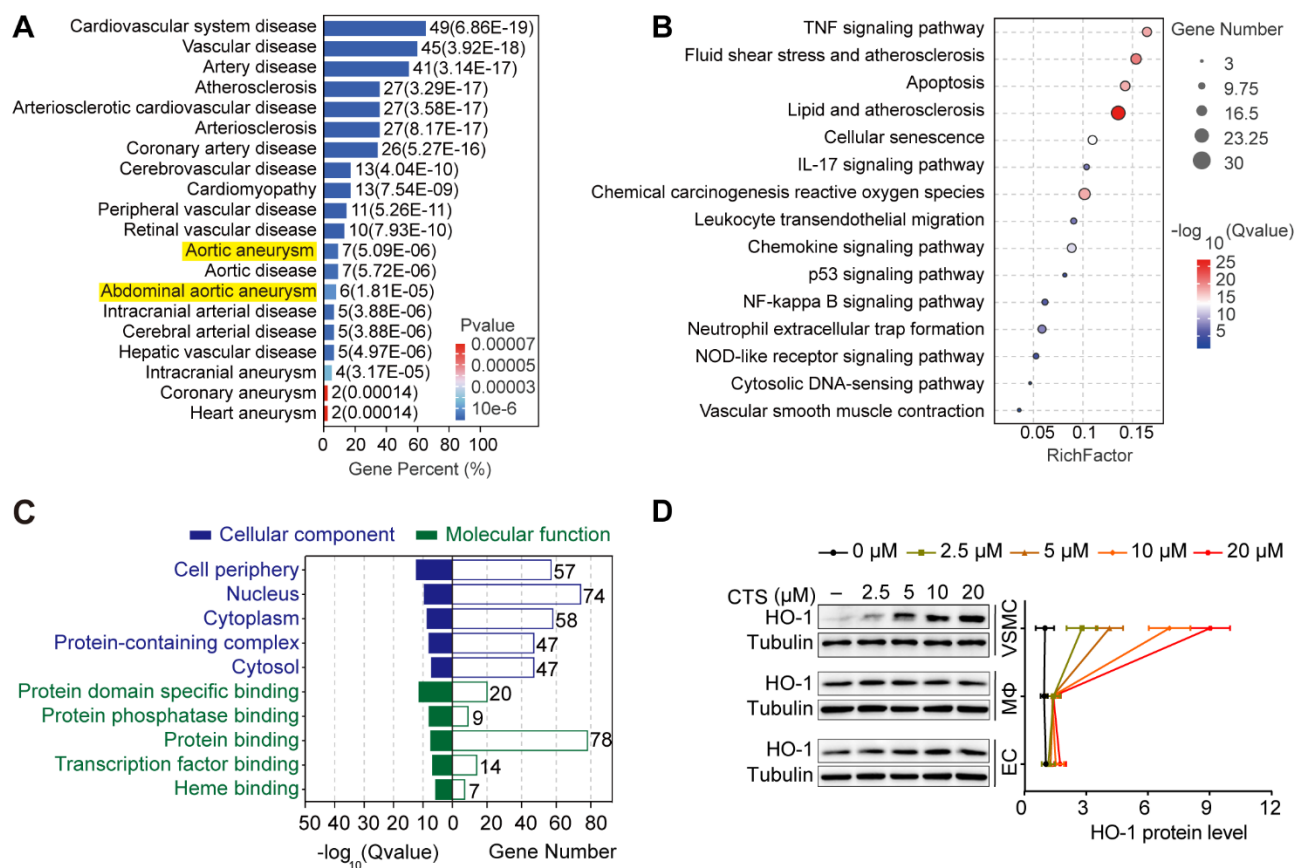 A
Cardiovascular system disease 49(6.86E-19)
Vascular disease 45(3.92E-18)
Artery disease 41(3.14E-17)
Atherosclerosis 27(3.29E-17)
Arteriosclerotic cardiovascular disease 27(3.58E-17)
Arteriosclerosis 27(8.17E-17)
Coronary artery disease 26(5.27E-16)
Cerebrovascular disease 13(4.04E-10)
Cardiomyopathy 13(7.54E-09)
Peripheral vascular disease 11(5.26E-11)
Retinal vascular disease 10(7.93E-10)
Aortic aneurysm 7(5.09E-06)
Aortic disease 7(5.72E-06)
Abdominal aortic aneurysm 6(1.81E-05)
Intracranial arterial disease 5(3.88E-06)
Cerebral arterial disease 5(3.88E-06)
Hepatic vascular disease 5(4.97E-06)
Intracranial aneurysm 4(3.17E-05)
Coronary aneurysm 2(0.00014)
Heart aneurysm 2(0.00014)
Pvalue
0.00007
0.00005
0.00003
10e-6
0 20 40 60 80 100
Gene Percent (%)
B
TNF signaling pathway
Fluid shear stress and atherosclerosis
Apoptosis
Lipid and atherosclerosis
Cellular senescence
IL-17 signaling pathway
Chemical carcinogenesis reactive oxygen species
Leukocyte transendothelial migration
Chemokine signaling pathway
p53 signaling pathway
NF-kappa B signaling pathway
Neutrophil extracellular trap formation
NOD-like receptor signaling pathway
Cytosolic DNA-sensing pathway
Vascular smooth muscle contraction
0.05 0.1 0.15
RichFactor
Gene Number
3
9.75
16.5
23.25
30
-log10(Qvalue)
25
20
15
10
5
C
Cellular component Molecular function
Cell periphery 57
Nucleus 74
Cytoplasm 58
Protein-containing complex 47
Cytosol 47
Protein domain specific binding 20
Protein phosphatase binding 9
Protein binding 78
Transcription factor binding 14
Heme binding 7
50 40 30 20 10 0 20 40 60 80
-log10(Qvalue) Gene Number
D
0 μM 2.5 μM 5 μM 10 μM 20 μM
CTS (μM) – 2.5 5 10 20
HO-1
Tubulin
VSMC
HO-1
Tubulin
MΦ
HO-1
Tubulin
EC
0 3 6 9 12
HO-1 protein level